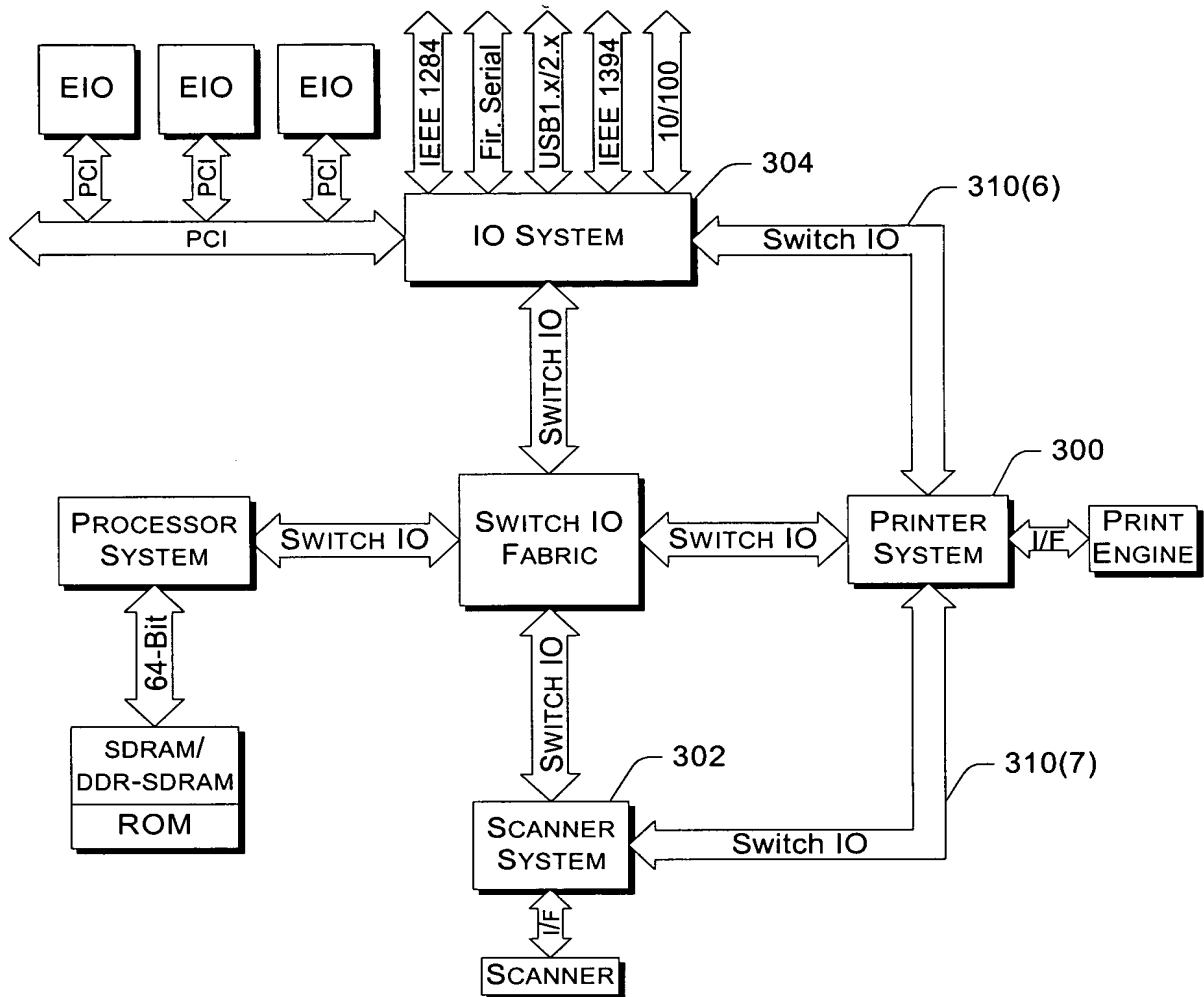 EIO
EIO
EIO
PCI
PCI
PCI
PCI
IEEE 1284
Fir. Serial
USB1.x/2.x
IEEE 1394
10/100
304
IO SYSTEM
310(6)
Switch IO
SWITCH IO
300
PROCESSOR
SYSTEM
SWITCH IO
SWITCH IO
FABRIC
SWITCH IO
PRINTER
SYSTEM
I/F
PRINT
ENGINE
64-Bit
SWITCH IO
SDRAM/
DDR-SDRAM
ROM
302
310(7)
SCANNER
SYSTEM
Switch IO
I/F
SCANNER